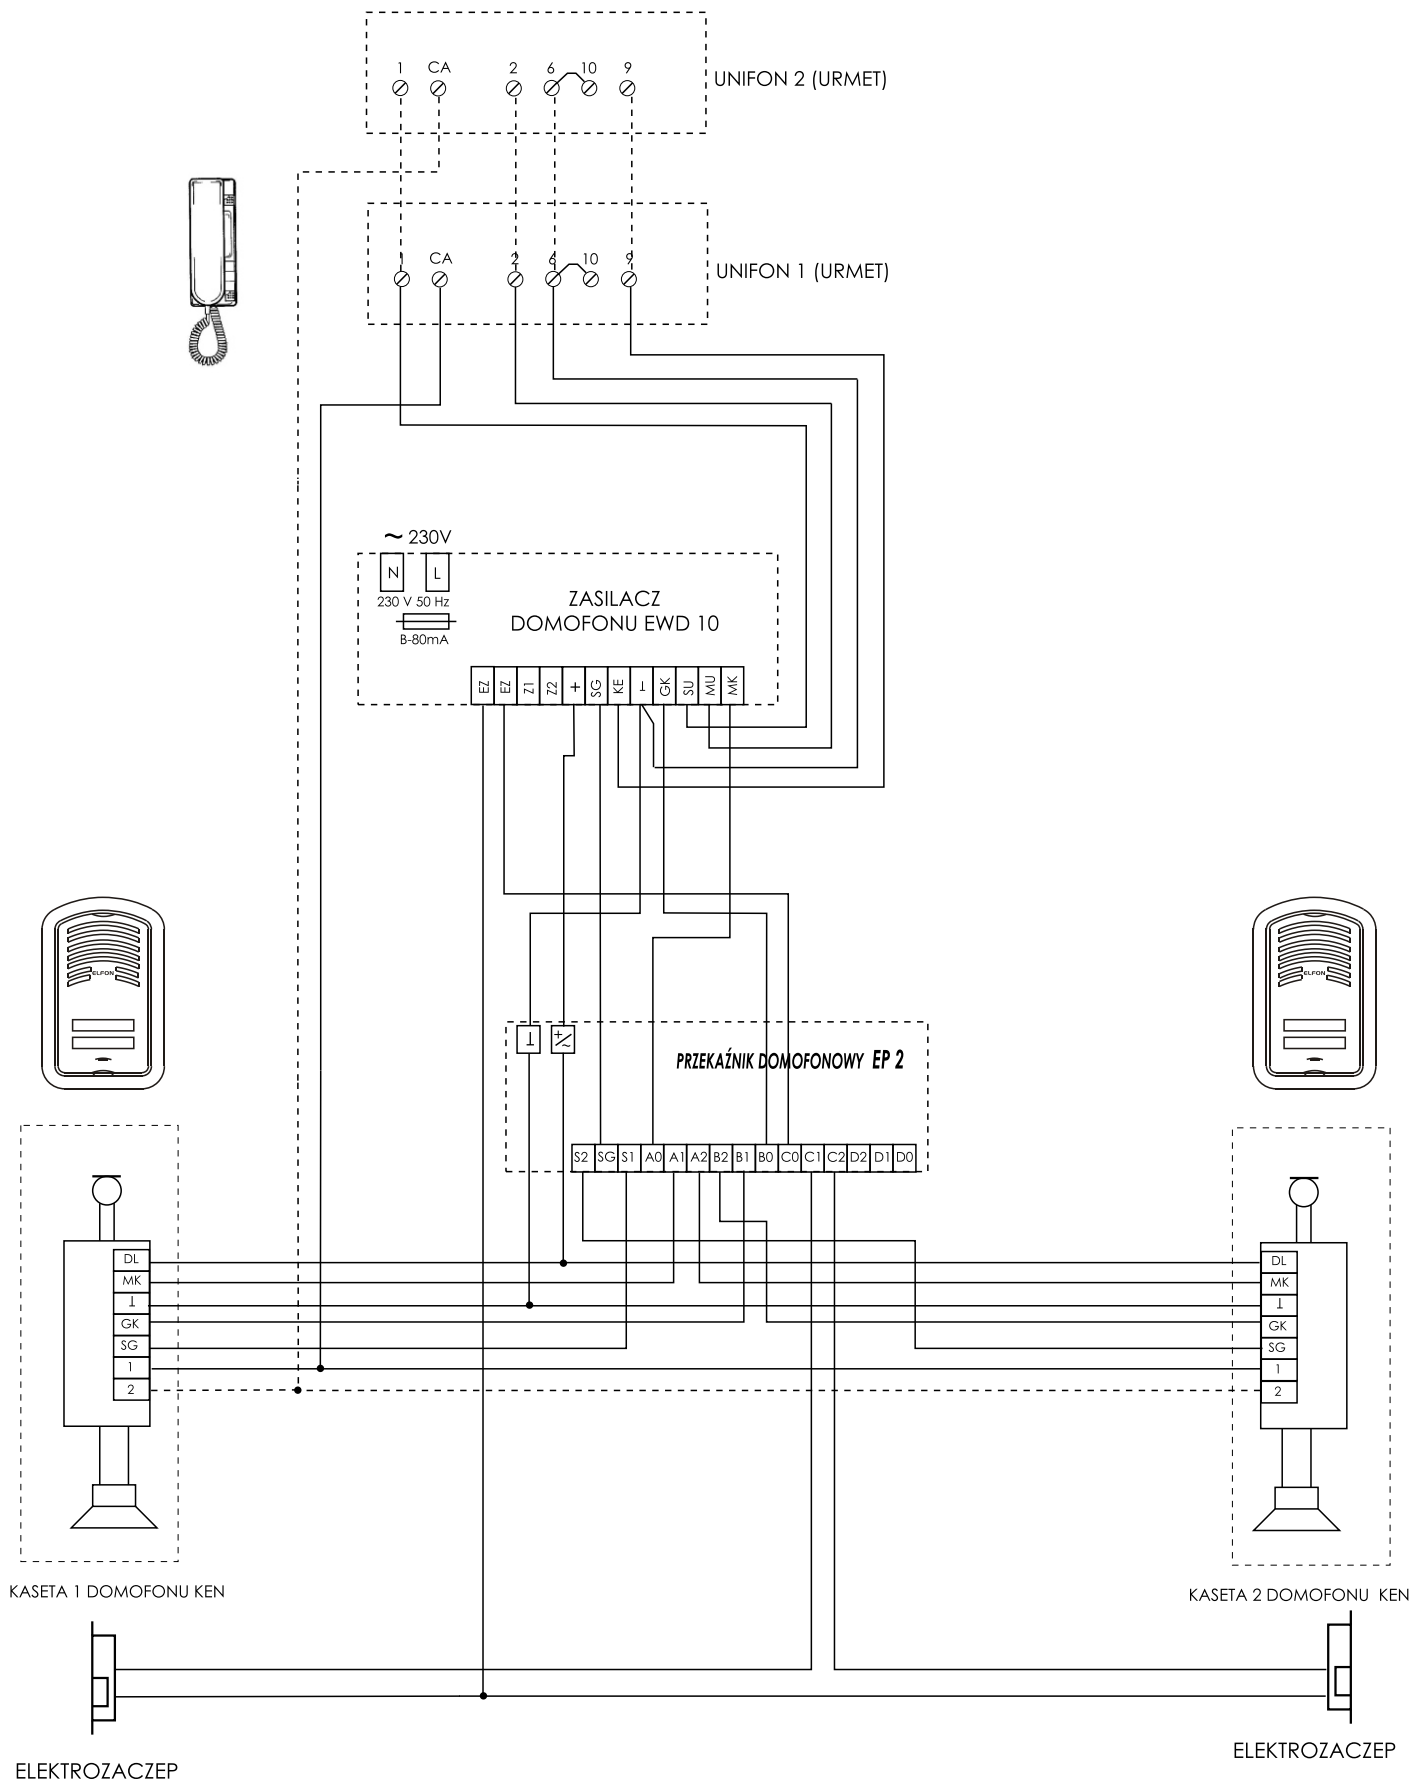 1 CA 2 6 10 9
UNIFON 2 (URMET)
1 CA 2 6 10 9
UNIFON 1 (URMET)
~ 230V
N L
230 V 50 Hz
B-80mA
ZASILACZ
DOMOFONU EWD 10
EZ EZ Z1 Z2 + SG KE ⊥ GK SU MU MK
ELFON
ELFON
⊥ +/~
PRZEKAŹNIK DOMOFONOWY EP 2
S2 SG S1 A0 A1 A2 B2 B1 B0 C0 C1 C2 D2 D1 D0
DL
MK
⊥
GK
SG
1
2
DL
MK
⊥
GK
SG
1
2
KASETA 1 DOMOFONU KEN
KASETA 2 DOMOFONU KEN
ELEKTROZACZEP
ELEKTROZACZEP